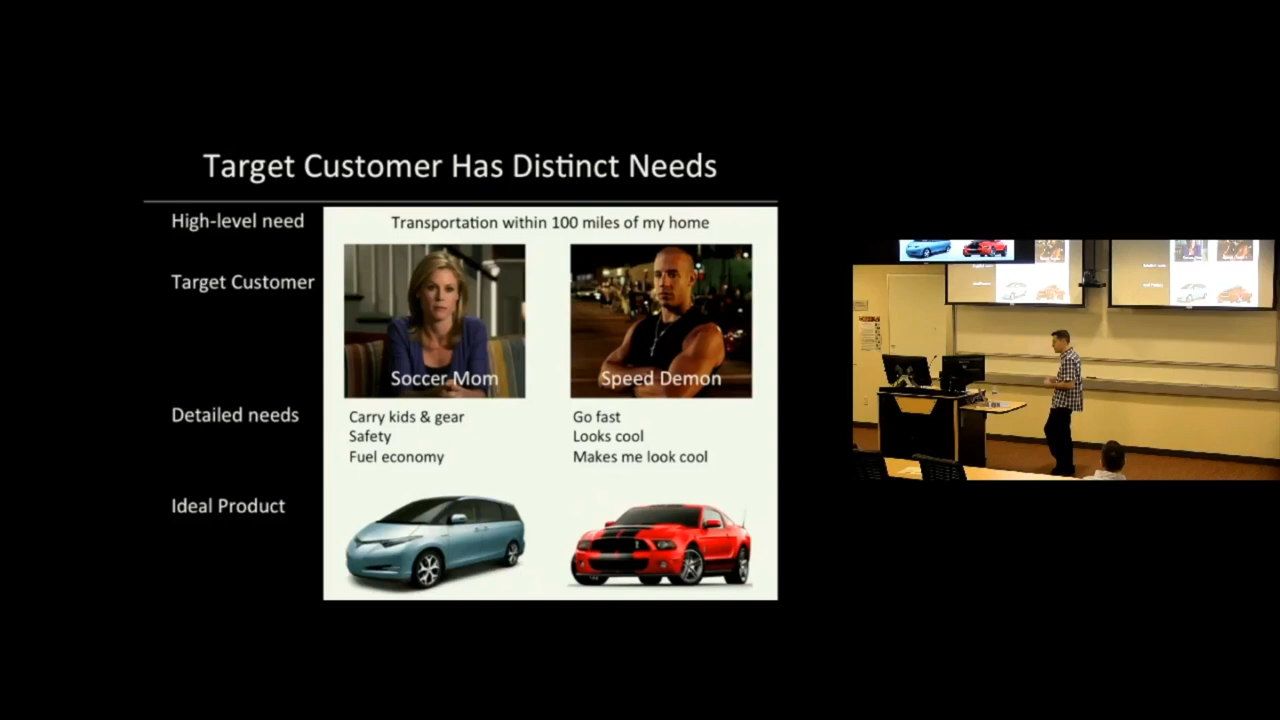 Target Customer Has Distinct Needs
High-level need
Transportation within 100 miles of my home
Target Customer
Soccer Mom
Speed Demon
Detailed needs
Carry kids & gear
Safety
Fuel economy
Go fast
Looks cool
Makes me look cool
Ideal Product